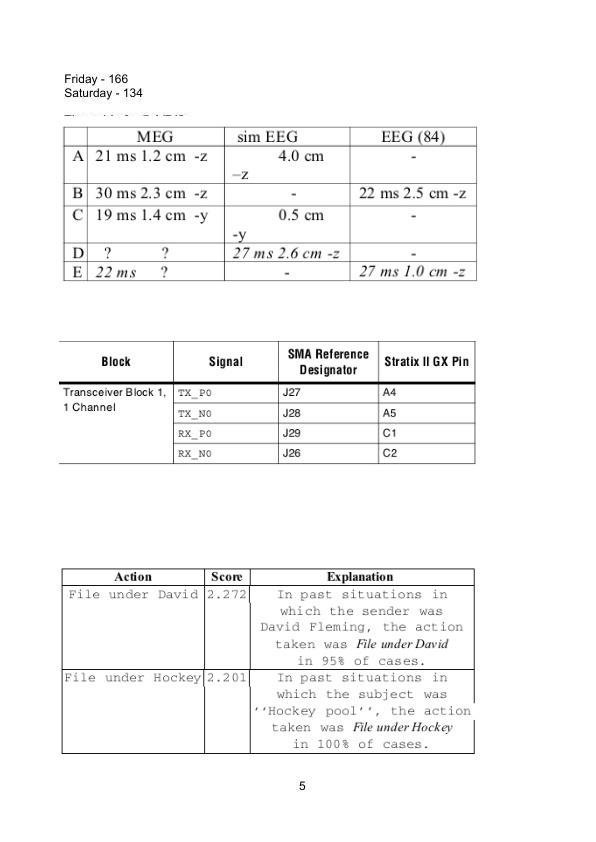 Friday - 166
Saturday - 134
MEG sim EEG EEG (84)
A 21 ms 1.2 cm -z 4.0 cm -
–z
B 30 ms 2.3 cm -z - 22 ms 2.5 cm -z
C 19 ms 1.4 cm -y 0.5 cm -
-y
D ? ? 27 ms 2.6 cm -z -
E 22 ms ? - 27 ms 1.0 cm -z
Block Signal SMA Reference Stratix II GX Pin
Designator
Transceiver Block 1, TX_P0 J27 A4
1 Channel TX_N0 J28 A5
RX_P0 J29 C1
RX_N0 J26 C2
Action Score Explanation
File under David 2.272 In past situations in
which the sender was
David Fleming, the action
taken was File under David
in 95% of cases.
File under Hockey 2.201 In past situations in
which the subject was
‘‘Hockey pool’’, the action
taken was File under Hockey
in 100% of cases.
5